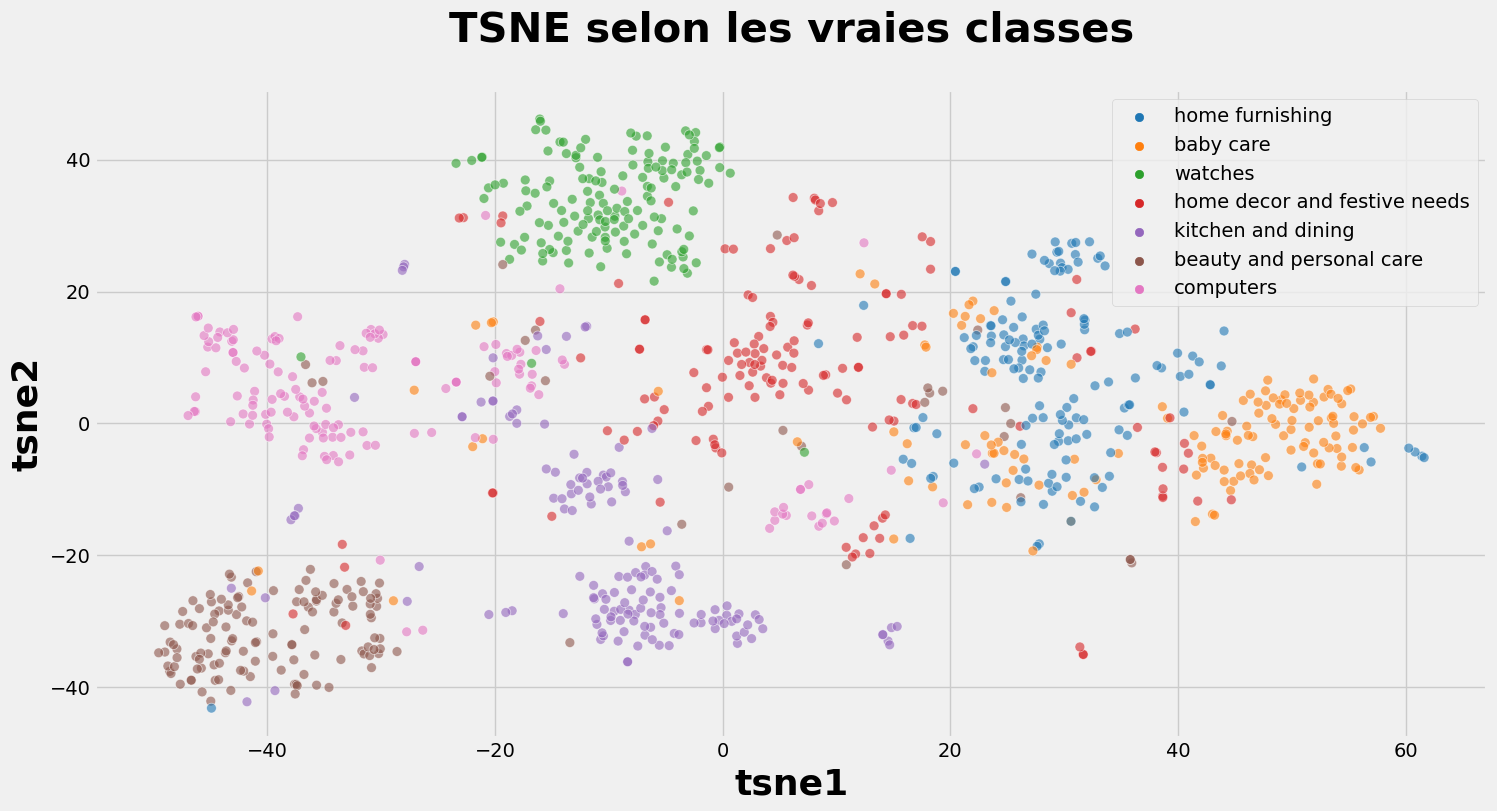 TSNE selon les vraies classes
home furnishing
baby care
watches
home decor and festive needs
kitchen and dining
beauty and personal care
computers
40
20
0
−20
−40
tsne2
−40
−20
0
20
40
60
tsne1